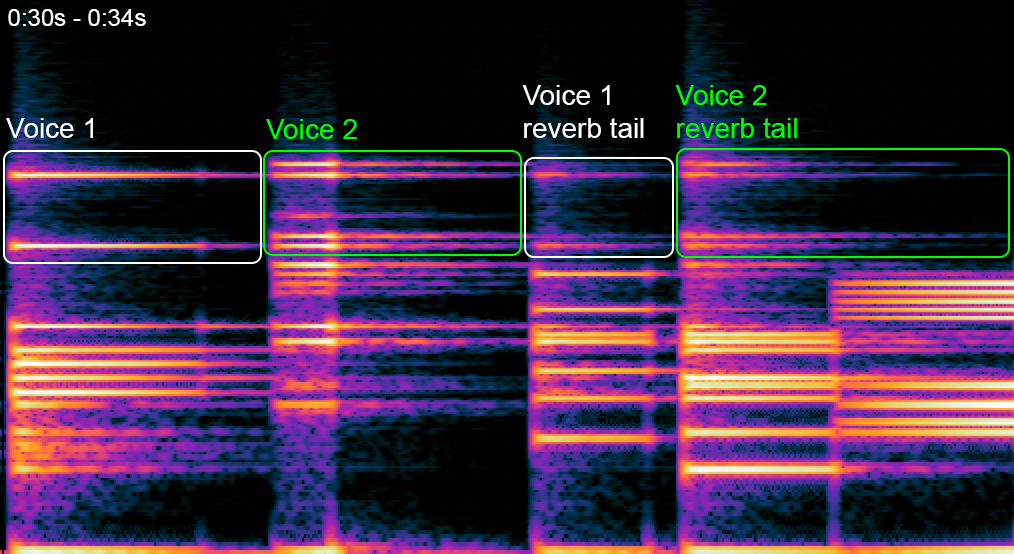 0:30s - 0:34s
Voice 1
Voice 2
Voice 1
reverb tail
Voice 2
reverb tail